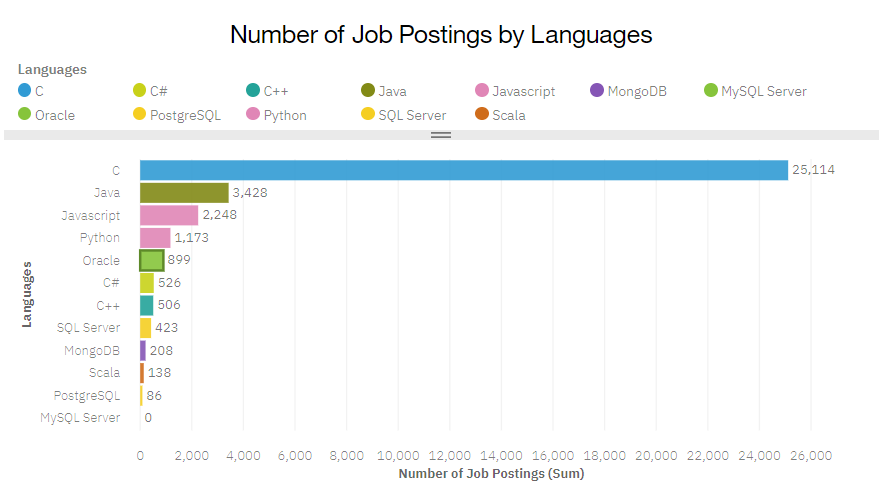 Number of Job Postings by Languages
Languages
C C# C++ Java Javascript MongoDB MySQL Server
Oracle PostgreSQL Python SQL Server Scala
C 25,114
Java 3,428
Javascript 2,248
Python 1,173
Oracle 899
C# 526
C++ 506
SQL Server 423
MongoDB 208
Scala 138
PostgreSQL 86
MySQL Server 0
Languages
0 2,000 4,000 6,000 8,000 10,000 12,000 14,000 16,000 18,000 20,000 22,000 24,000 26,000
Number of Job Postings (Sum)